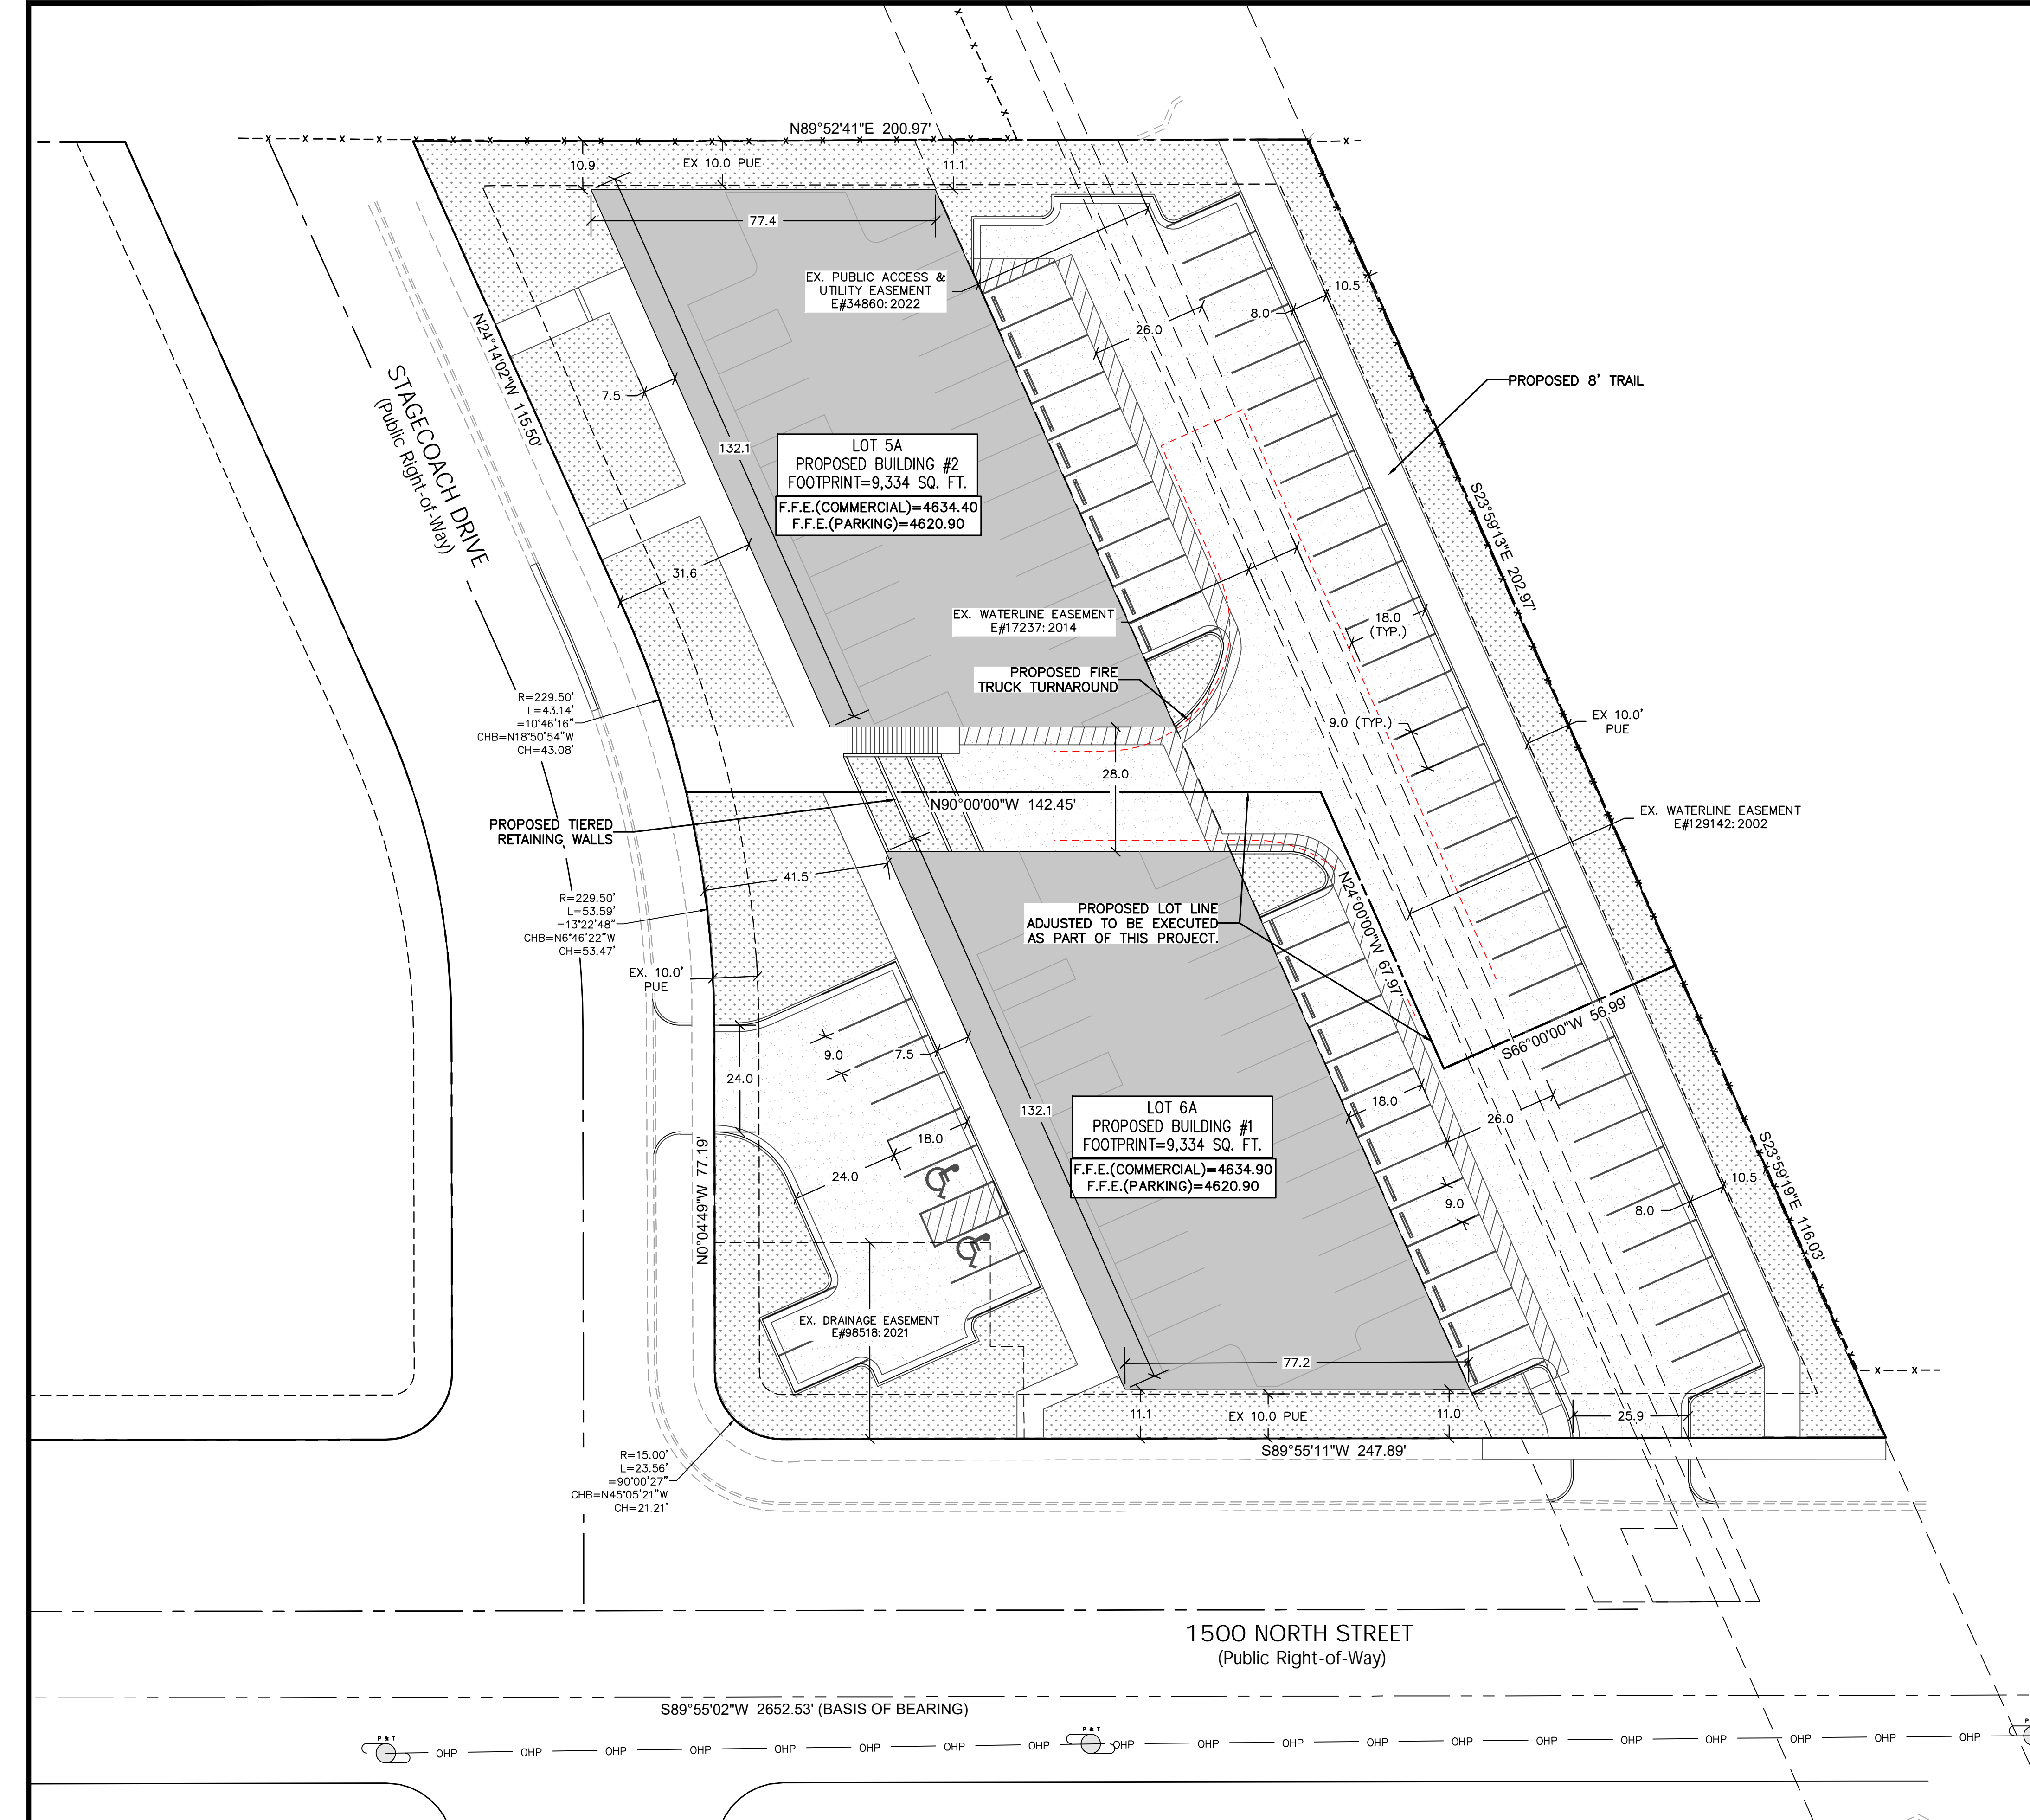 N89°52'41"E 200.97'
10.9
EX 10.0 PUE
11.1
77.4
EX. PUBLIC ACCESS &
UTILITY EASEMENT
E#34860: 2022
10.5
8.0
26.0
N24°14'02"W 115.50'
STAGECOACH DRIVE
(Public Right-of-Way)
7.5
132.1
PROPOSED 8' TRAIL
LOT 5A
PROPOSED BUILDING #2
FOOTPRINT=9,334 SQ. FT.
F.F.E.(COMMERCIAL)=4634.40
F.F.E.(PARKING)=4620.90
S23°59'13"E 202.97'
31.6
EX. WATERLINE EASEMENT
E#17237: 2014
18.0
(TYP.)
PROPOSED FIRE
TRUCK TURNAROUND
R=229.50'
L=43.14'
=10°46'16"
CHB=N18°50'54"W
CH=43.08'
9.0 (TYP.)
EX 10.0'
PUE
28.0
N90°00'00"W 142.45'
EX. WATERLINE EASEMENT
E#129142: 2002
PROPOSED TIERED
RETAINING WALLS
41.5
R=229.50'
L=53.59'
=13°22'48"
CHB=N6°46'22"W
CH=53.47'
PROPOSED LOT LINE
ADJUSTED TO BE EXECUTED
AS PART OF THIS PROJECT.
N24°00'00"W 67.97'
EX. 10.0'
PUE
S66°00'00"W 56.99'
9.0
7.5
24.0
132.1
18.0
26.0
LOT 6A
PROPOSED BUILDING #1
FOOTPRINT=9,334 SQ. FT.
F.F.E.(COMMERCIAL)=4634.90
F.F.E.(PARKING)=4620.90
18.0
24.0
N0°04'49"W 77.19'
9.0
10.5
8.0
S23°59'19"E 116.03'
EX. DRAINAGE EASEMENT
E#98518: 2021
77.2
11.1
EX 10.0 PUE
11.0
25.9
S89°55'11"W 247.89'
R=15.00'
L=23.56'
=90°00'27"
CHB=N45°05'21"W
CH=21.21'
1500 NORTH STREET
(Public Right-of-Way)
S89°55'02"W 2652.53' (BASIS OF BEARING)
P & T
P & T
P
OHP OHP OHP OHP OHP OHP OHP OHP OHP OHP OHP OHP OHP OHP OHP OHP OHP OHP OHP